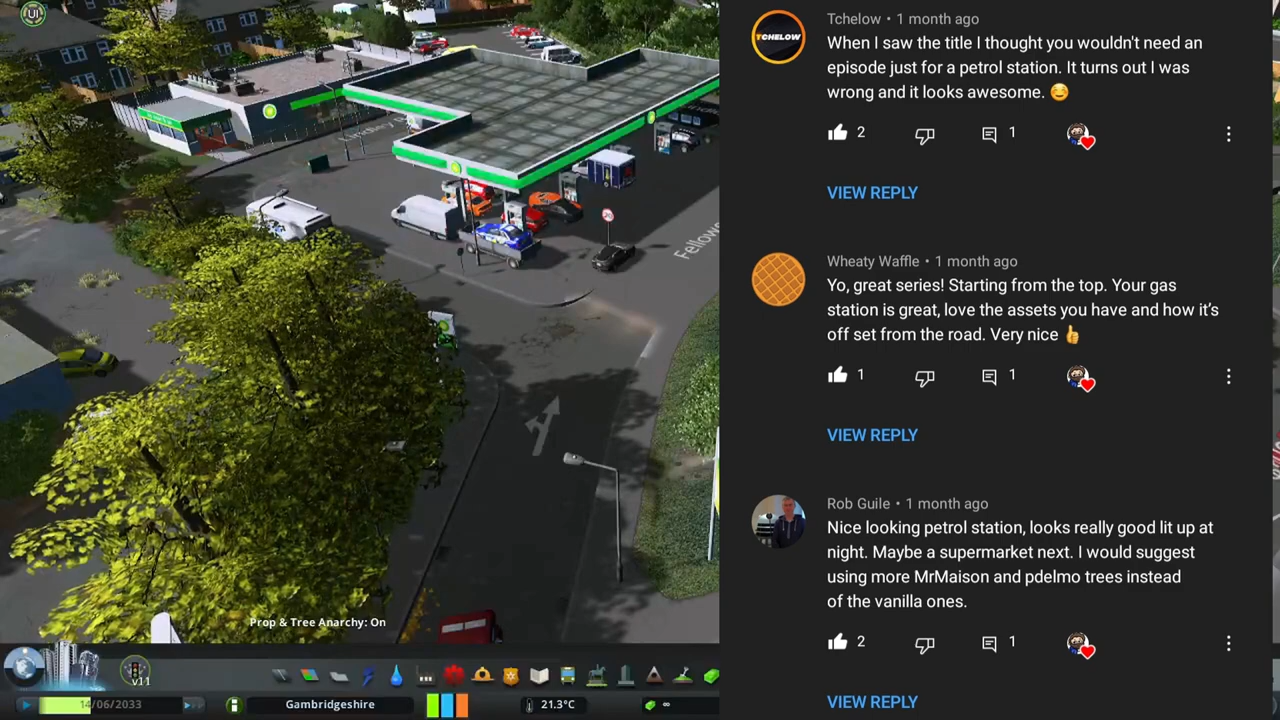 UI
Fellow
20
Prop & Tree Anarchy: On
V11
14/06/2033
Gambridgeshire
21.3°C
∞
TCHELOW
Tchelow • 1 month ago
When I saw the title I thought you wouldn't need an
episode just for a petrol station. It turns out I was
wrong and it looks awesome. 😊
2
1
VIEW REPLY
Wheaty Waffle • 1 month ago
Yo, great series! Starting from the top. Your gas
station is great, love the assets you have and how it's
off set from the road. Very nice 👍
1
1
VIEW REPLY
Rob Guile • 1 month ago
Nice looking petrol station, looks really good lit up at
night. Maybe a supermarket next. I would suggest
using more MrMaison and pdelmo trees instead
of the vanilla ones.
2
1
VIEW REPLY